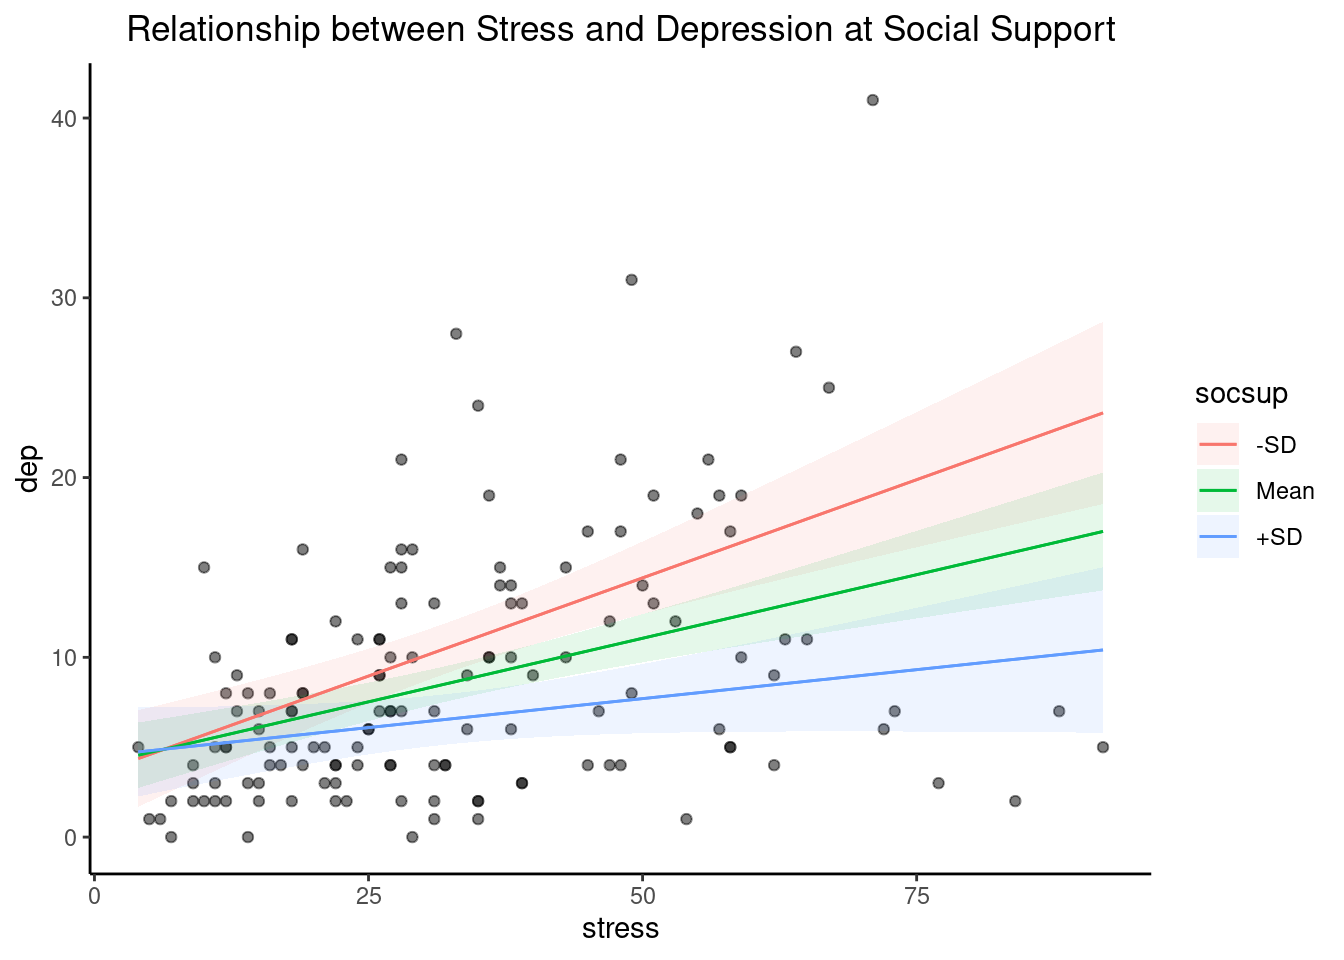 Relationship between Stress and Depression at Social Support
40
30
20
10
0
dep
0 25 50 75
stress
socsup
-SD
Mean
+SD